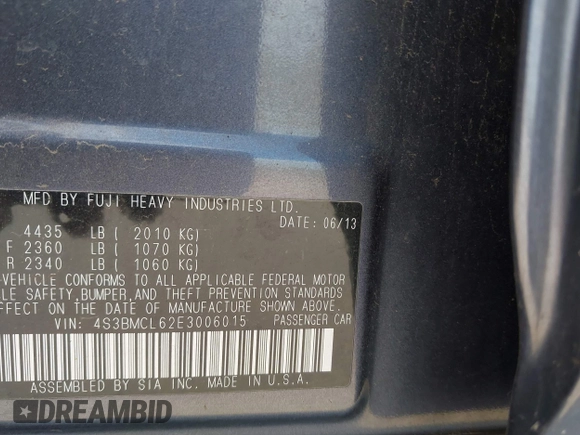 MFD BY FUJI HEAVY INDUSTRIES LTD.
DATE: 06/13
4435 LB ( 2010 KG)
F 2360 LB ( 1070 KG)
R 2340 LB ( 1060 KG)
VEHICLE CONFORMS TO ALL APPLICABLE FEDERAL MOTOR
SAFETY, BUMPER, AND THEFT PREVENTION STANDARDS
EFFECT ON THE DATE OF MANUFACTURE SHOWN ABOVE.
VIN: 4S3BMCL62E3006015 PASSENGER CAR
ASSEMBLED BY SIA INC. MADE IN U.S.A.
DREAMBID